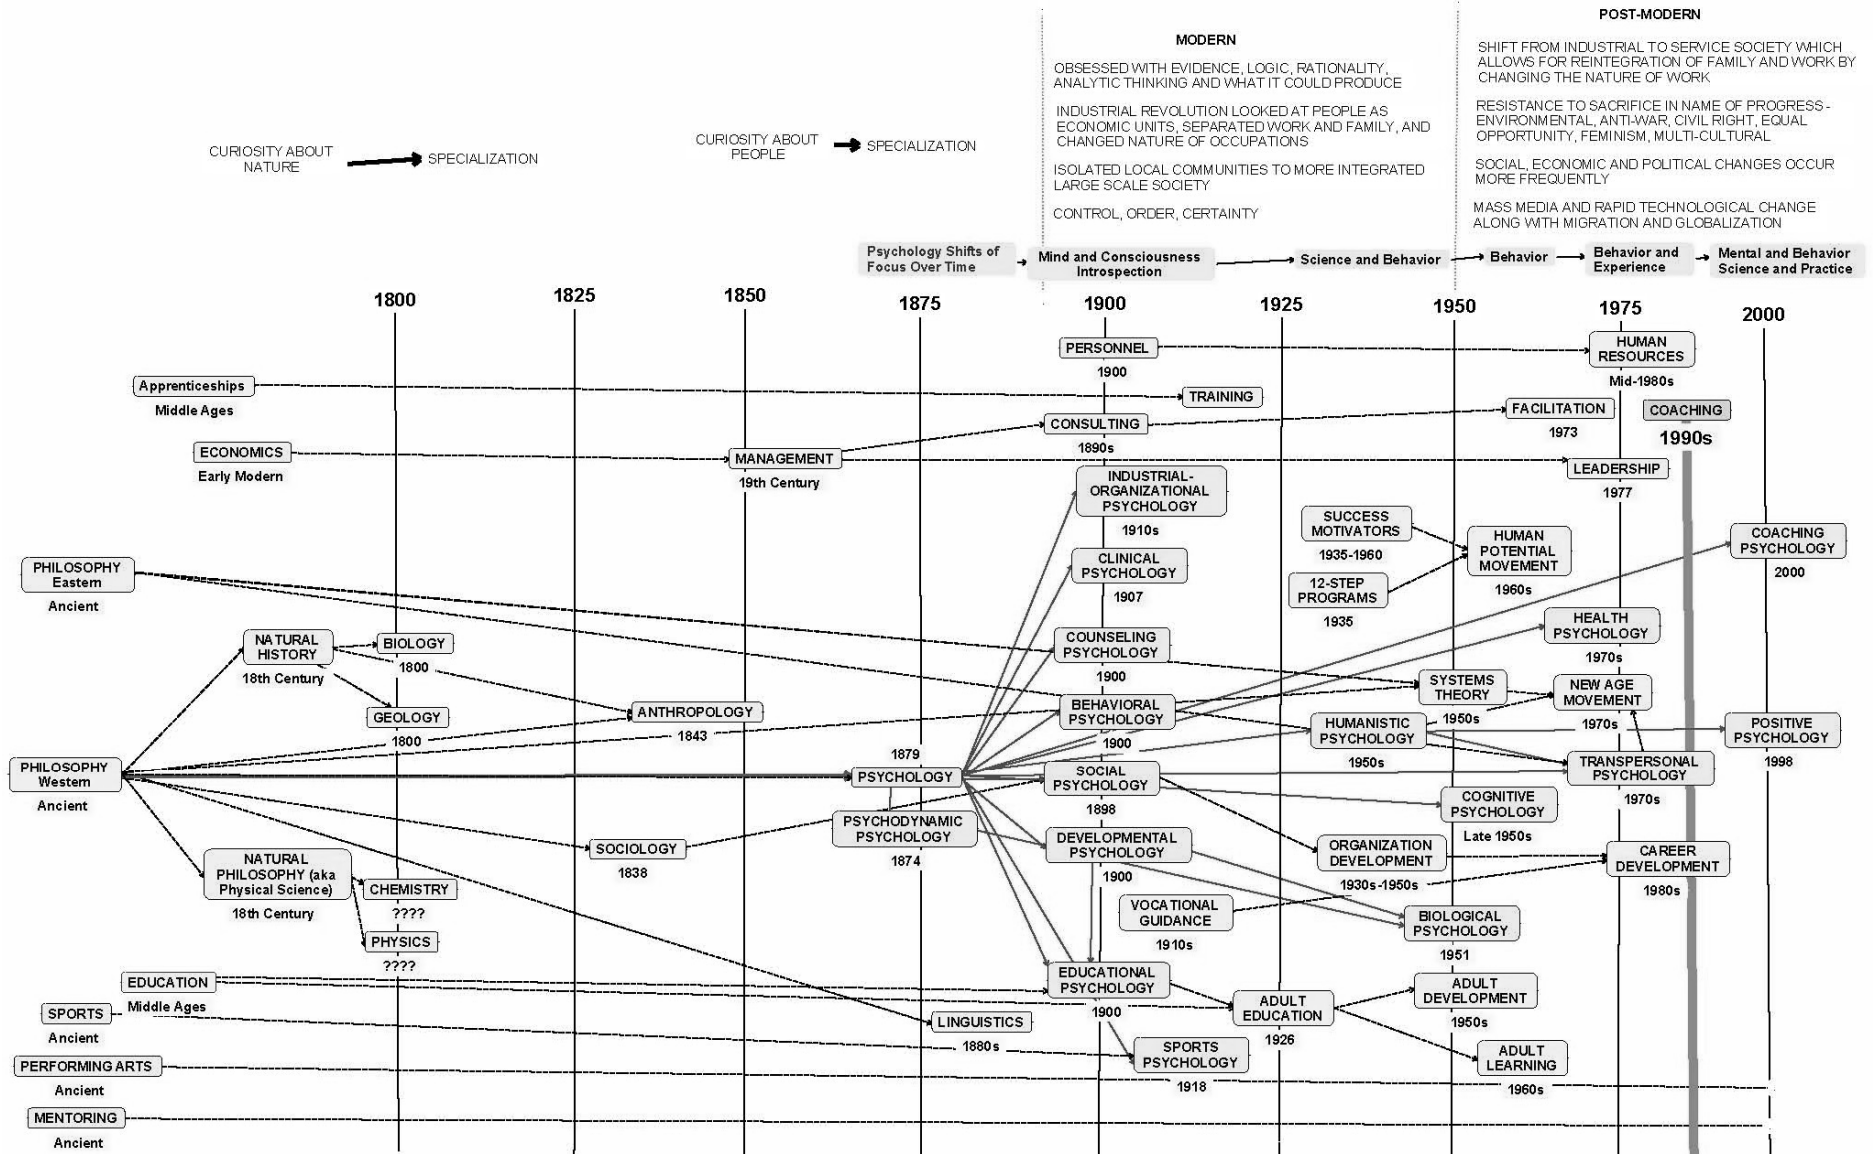 POST-MODERN
SHIFT FROM INDUSTRIAL TO SERVICE SOCIETY WHICH
ALLOWS FOR REINTEGRATION OF FAMILY AND WORK BY
CHANGING THE NATURE OF WORK
RESISTANCE TO SACRIFICE IN NAME OF PROGRESS -
ENVIRONMENTAL, ANTI-WAR, CIVIL RIGHT, EQUAL
OPPORTUNITY, FEMINISM, MULTI-CULTURAL
SOCIAL, ECONOMIC AND POLITICAL CHANGES OCCUR
MORE FREQUENTLY
MASS MEDIA AND RAPID TECHNOLOGICAL CHANGE
ALONG WITH MIGRATION AND GLOBALIZATION
MODERN
OBSESSED WITH EVIDENCE, LOGIC, RATIONALITY,
ANALYTIC THINKING AND WHAT IT COULD PRODUCE
INDUSTRIAL REVOLUTION LOOKED AT PEOPLE AS
ECONOMIC UNITS, SEPARATED WORK AND FAMILY, AND
CHANGED NATURE OF OCCUPATIONS
ISOLATED LOCAL COMMUNITIES TO MORE INTEGRATED
LARGE SCALE SOCIETY
CONTROL, ORDER, CERTAINTY
CURIOSITY ABOUT
NATURE
SPECIALIZATION
CURIOSITY ABOUT
PEOPLE
SPECIALIZATION
Psychology Shifts of
Focus Over Time
Mind and Consciousness
Introspection
Science and Behavior
Behavior
Behavior and
Experience
Mental and Behavior
Science and Practice
1800
1825
1850
1875
1900
1925
1950
1975
2000
PERSONNEL
1900
HUMAN
RESOURCES
Mid-1980s
Apprenticeships
Middle Ages
TRAINING
CONSULTING
1890s
FACILITATION
1973
COACHING
1990s
ECONOMICS
Early Modern
MANAGEMENT
19th Century
LEADERSHIP
1977
INDUSTRIAL-
ORGANIZATIONAL
PSYCHOLOGY
1910s
SUCCESS
MOTIVATORS
1935-1960
HUMAN
POTENTIAL
MOVEMENT
1960s
COACHING
PSYCHOLOGY
2000
PHILOSOPHY
Eastern
Ancient
CLINICAL
PSYCHOLOGY
1907
12-STEP
PROGRAMS
1935
HEALTH
PSYCHOLOGY
1970s
NATURAL
HISTORY
18th Century
BIOLOGY
1800
COUNSELING
PSYCHOLOGY
1900
SYSTEMS
THEORY
1950s
NEW AGE
MOVEMENT
1970s
GEOLOGY
1800
ANTHROPOLOGY
1843
BEHAVIORAL
PSYCHOLOGY
1900
HUMANISTIC
PSYCHOLOGY
1950s
POSITIVE
PSYCHOLOGY
1998
PHILOSOPHY
Western
Ancient
1879
PSYCHOLOGY
SOCIAL
PSYCHOLOGY
1898
TRANSPERSONAL
PSYCHOLOGY
1970s
COGNITIVE
PSYCHOLOGY
Late 1950s
PSYCHODYNAMIC
PSYCHOLOGY
1874
SOCIOLOGY
1838
DEVELOPMENTAL
PSYCHOLOGY
1900
ORGANIZATION
DEVELOPMENT
1930s-1950s
CAREER
DEVELOPMENT
1980s
NATURAL
PHILOSOPHY (aka
Physical Science)
18th Century
CHEMISTRY
????
PHYSICS
????
VOCATIONAL
GUIDANCE
1910s
BIOLOGICAL
PSYCHOLOGY
1951
EDUCATION
Middle Ages
EDUCATIONAL
PSYCHOLOGY
1900
ADULT
EDUCATION
1926
ADULT
DEVELOPMENT
1950s
SPORTS
Ancient
LINGUISTICS
1880s
SPORTS
PSYCHOLOGY
1918
ADULT
LEARNING
1960s
PERFORMING ARTS
Ancient
MENTORING
Ancient